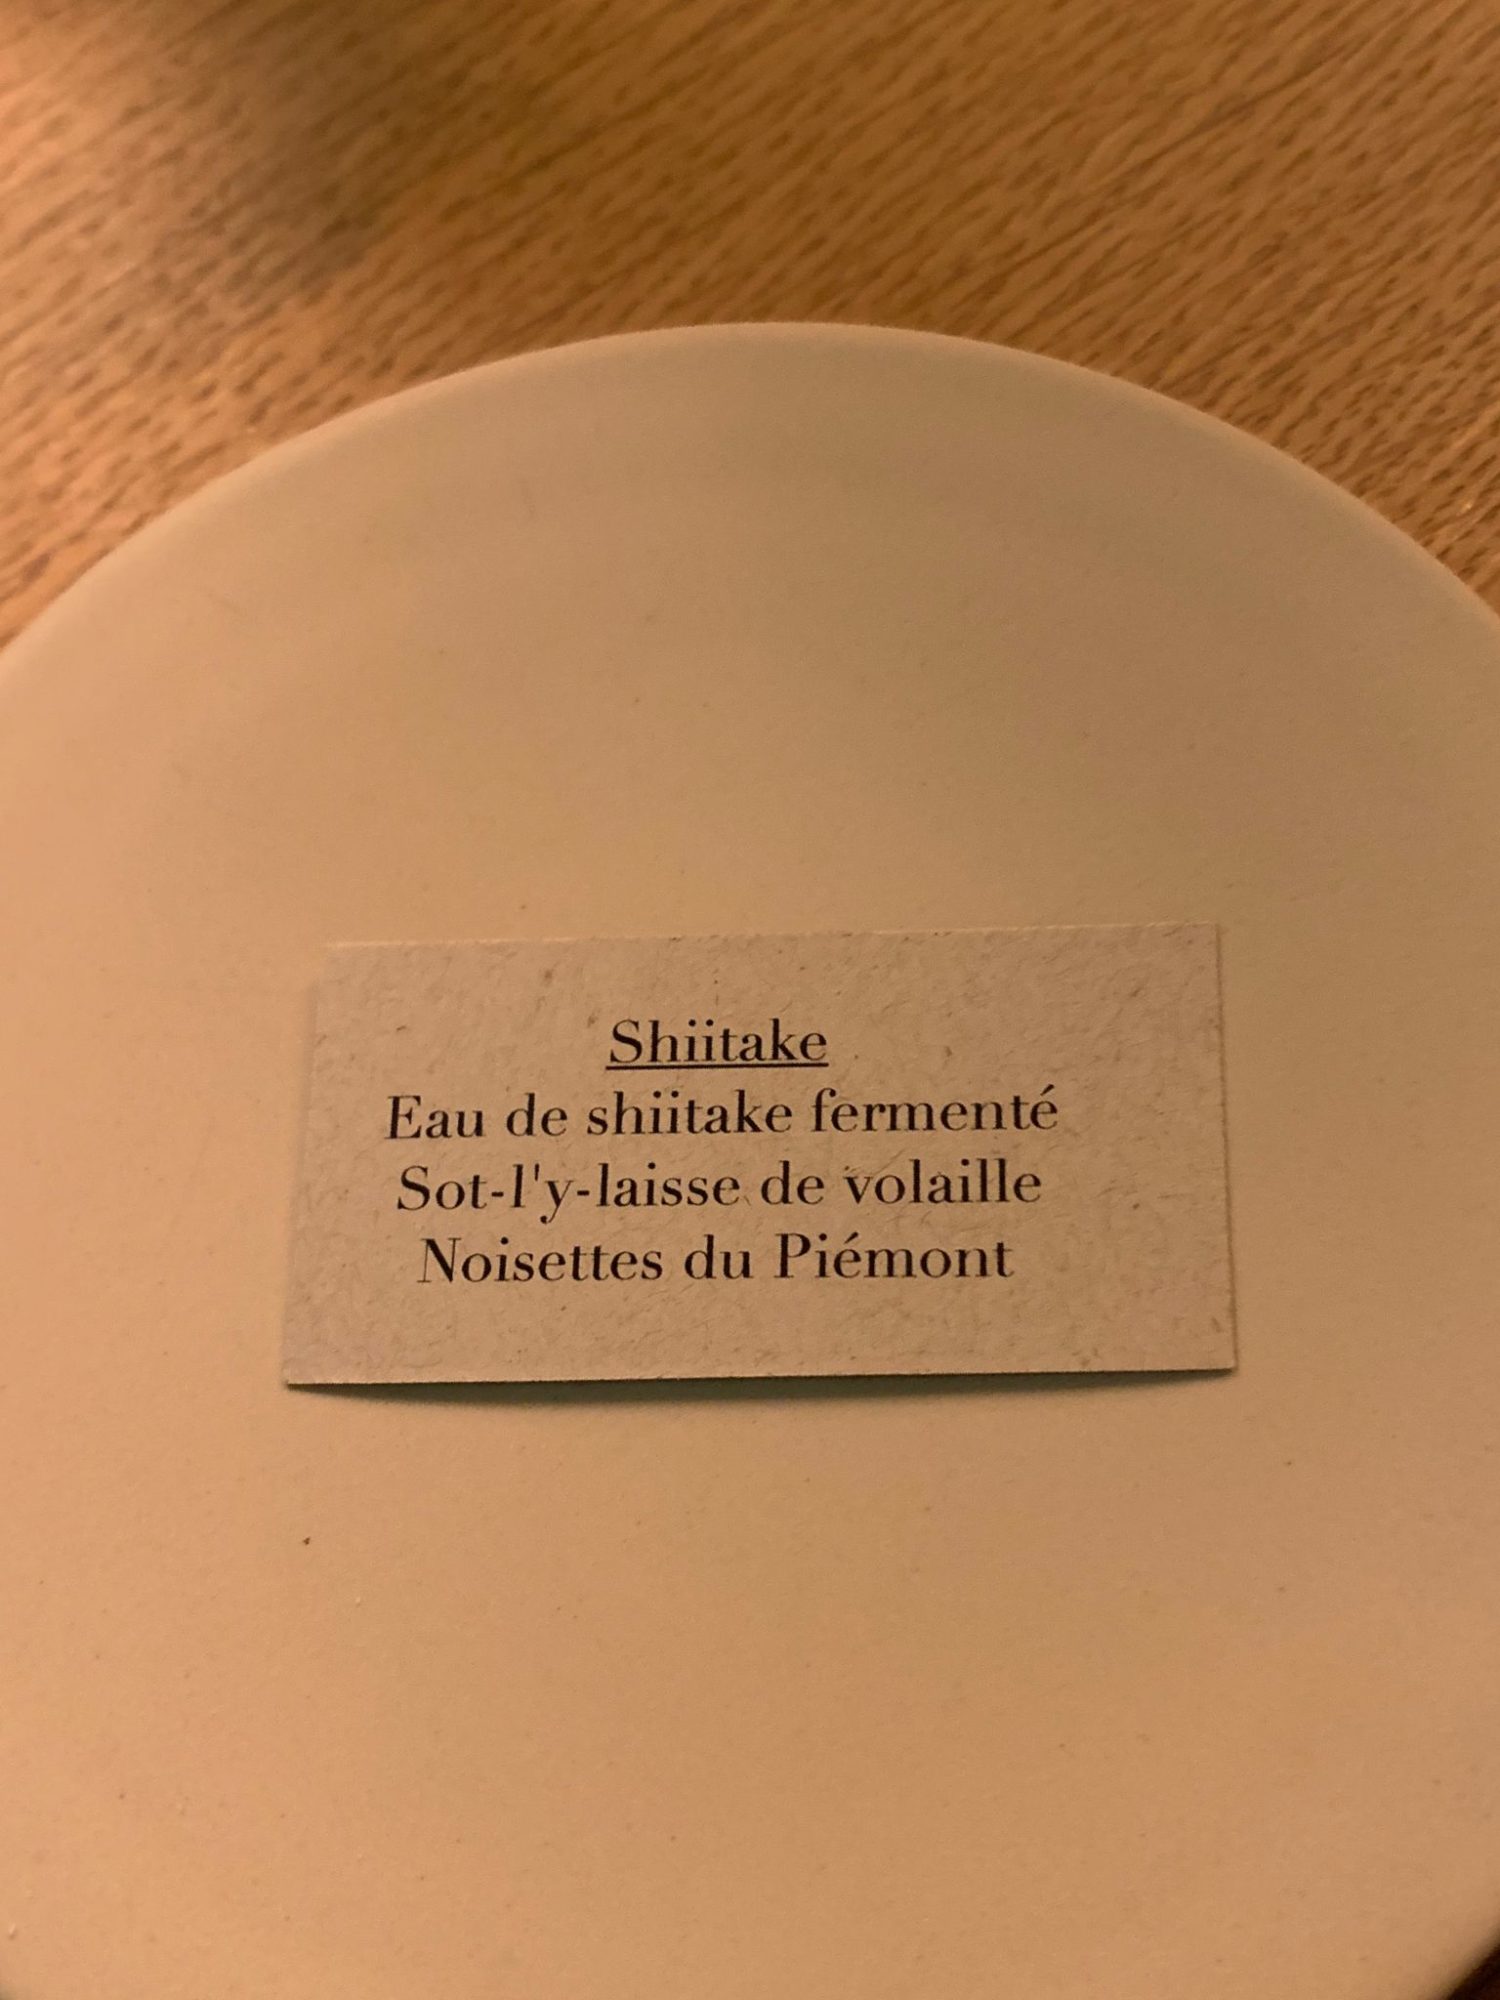 Shiitake
Eau de shiitake fermenté
Sot-l'y-laisse de volaille
Noisettes du Piémont